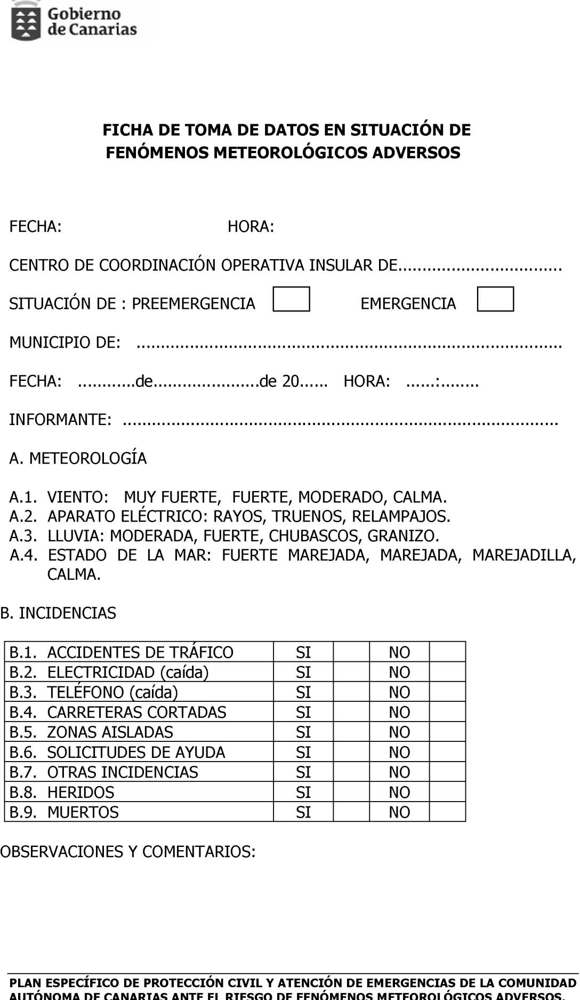 Gobierno
de Canarias
FICHA DE TOMA DE DATOS EN SITUACIÓN DE
FENÓMENOS METEOROLÓGICOS ADVERSOS
FECHA: HORA:
CENTRO DE COORDINACIÓN OPERATIVA INSULAR DE..................................
SITUACIÓN DE : PREEMERGENCIA EMERGENCIA
MUNICIPIO DE: ........................................................................................
FECHA: ............de......................de 20...... HORA: ......:........
INFORMANTE: ..........................................................................................
A. METEOROLOGÍA
A.1. VIENTO: MUY FUERTE, FUERTE, MODERADO, CALMA.
A.2. APARATO ELÉCTRICO: RAYOS, TRUENOS, RELAMPAJOS.
A.3. LLUVIA: MODERADA, FUERTE, CHUBASCOS, GRANIZO.
A.4. ESTADO DE LA MAR: FUERTE MAREJADA, MAREJADA, MAREJADILLA,
CALMA.
B. INCIDENCIAS
B.1. ACCIDENTES DE TRÁFICO SI NO
B.2. ELECTRICIDAD (caída) SI NO
B.3. TELÉFONO (caída) SI NO
B.4. CARRETERAS CORTADAS SI NO
B.5. ZONAS AISLADAS SI NO
B.6. SOLICITUDES DE AYUDA SI NO
B.7. OTRAS INCIDENCIAS SI NO
B.8. HERIDOS SI NO
B.9. MUERTOS SI NO
OBSERVACIONES Y COMENTARIOS:
PLAN ESPECÍFICO DE PROTECCIÓN CIVIL Y ATENCIÓN DE EMERGENCIAS DE LA COMUNIDAD
AUTÓNOMA DE CANARIAS ANTE EL RIESGO DE FENÓMENOS METEOROLÓGICOS ADVERSOS.